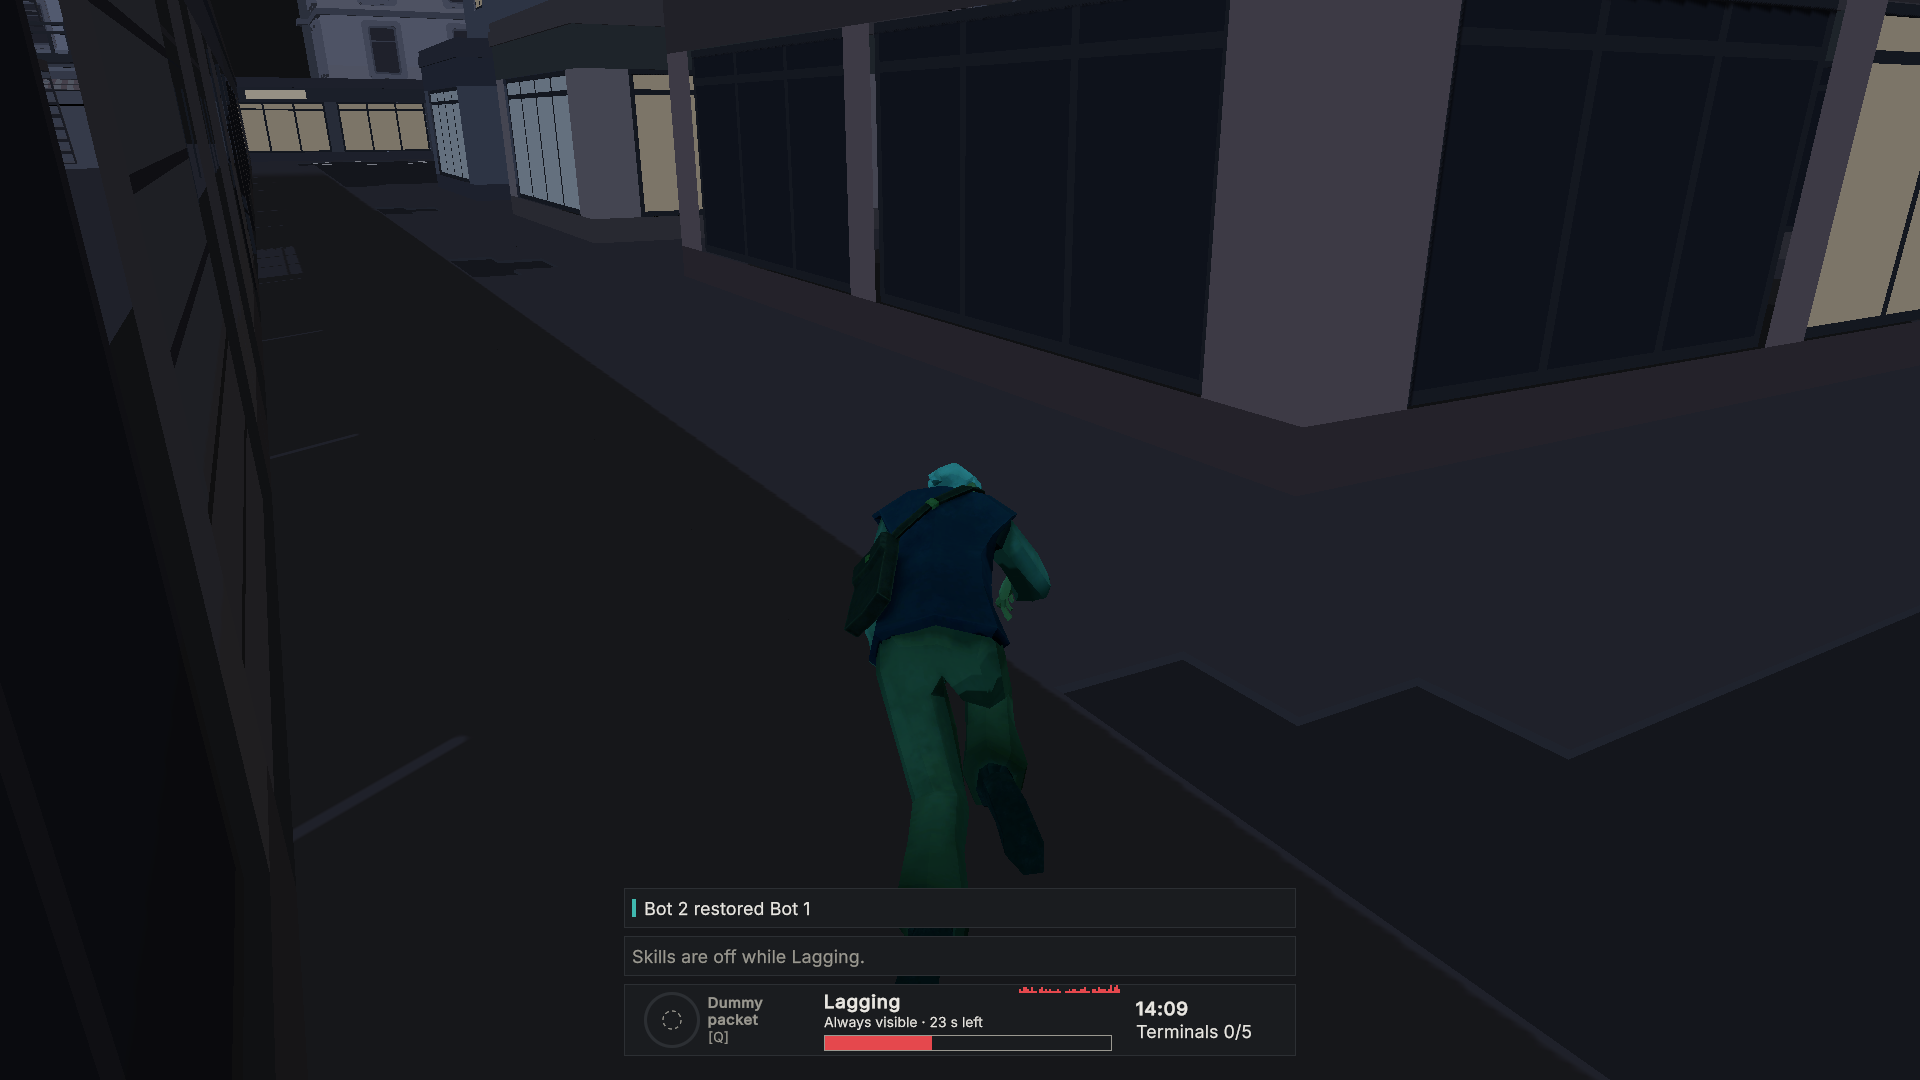 Bot 2 restored Bot 1
Skills are off while Lagging.
Dummy
packet
[Q]
Lagging
Always visible · 23 s left
14:09
Terminals 0/5